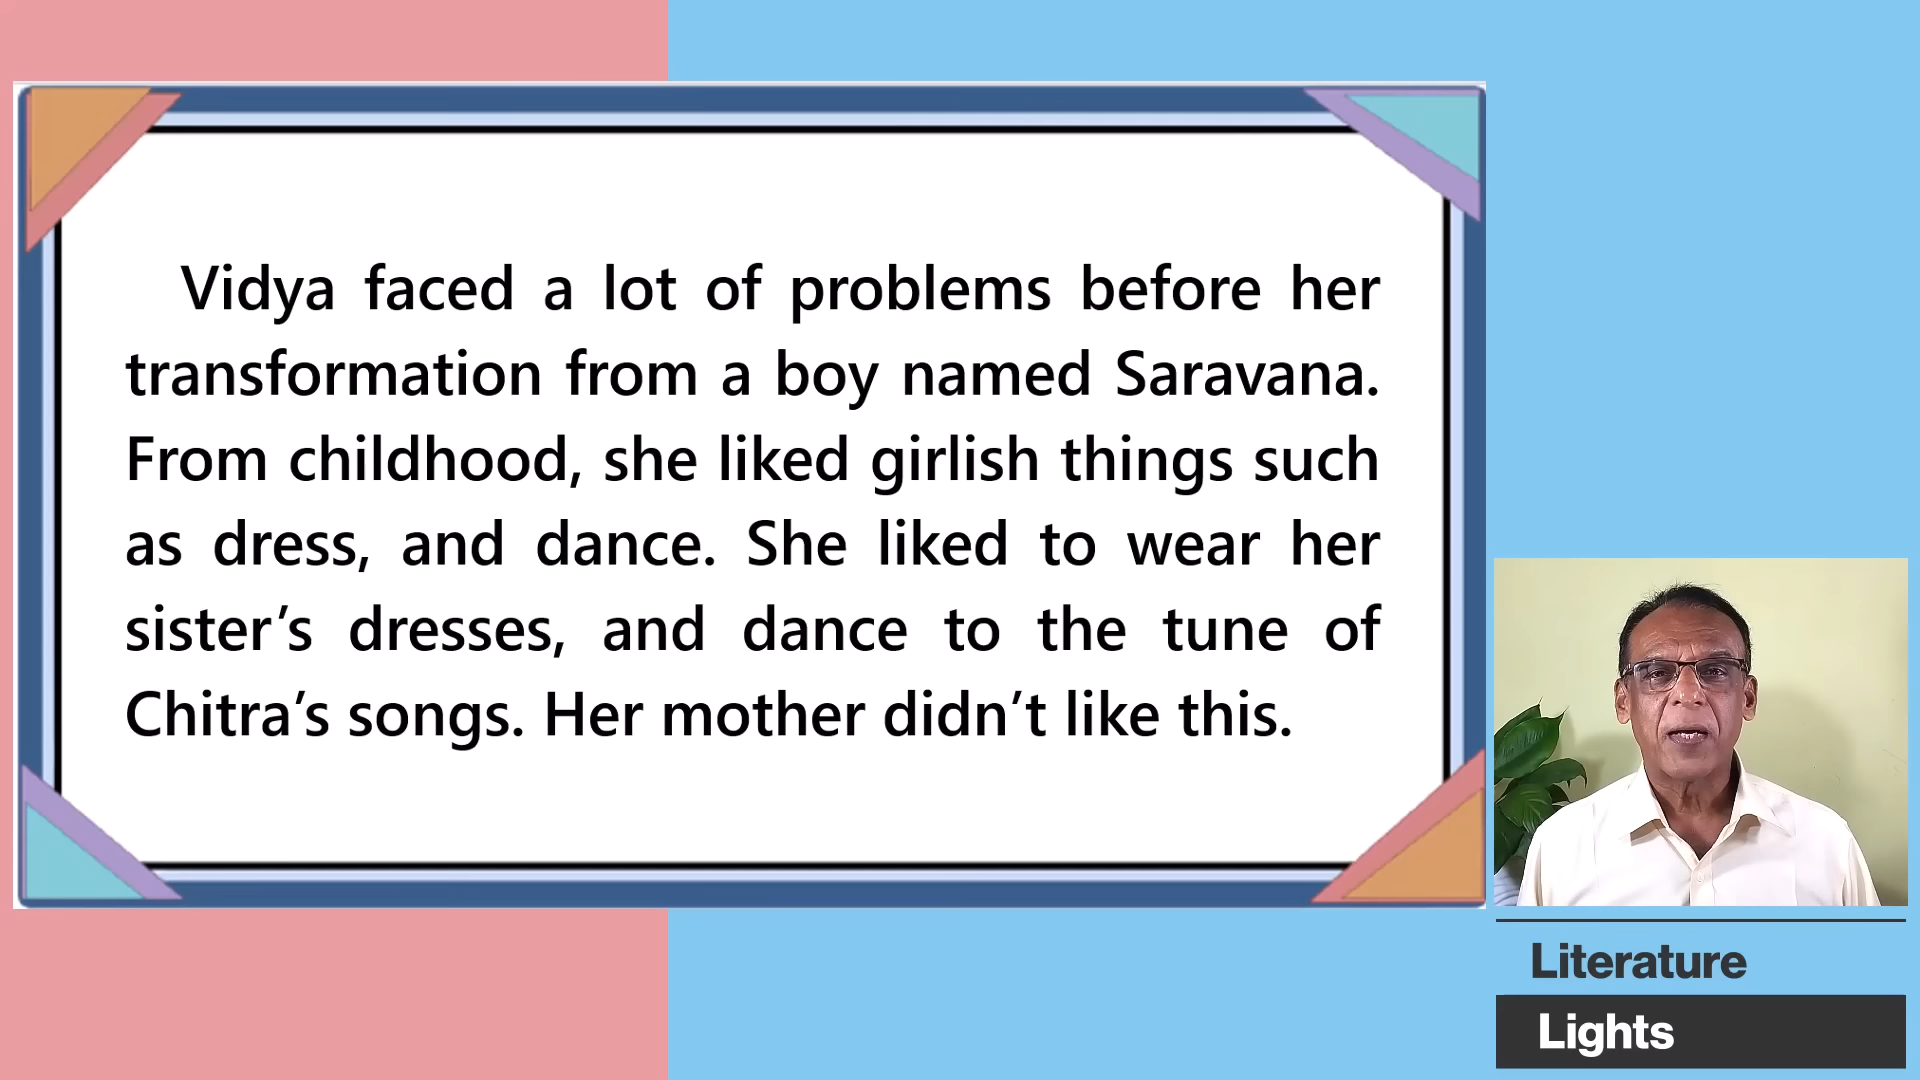 Vidya faced a lot of problems before her
transformation from a boy named Saravana.
From childhood, she liked girlish things such
as dress, and dance. She liked to wear her
sister’s dresses, and dance to the tune of
Chitra’s songs. Her mother didn’t like this.
Literature
Lights